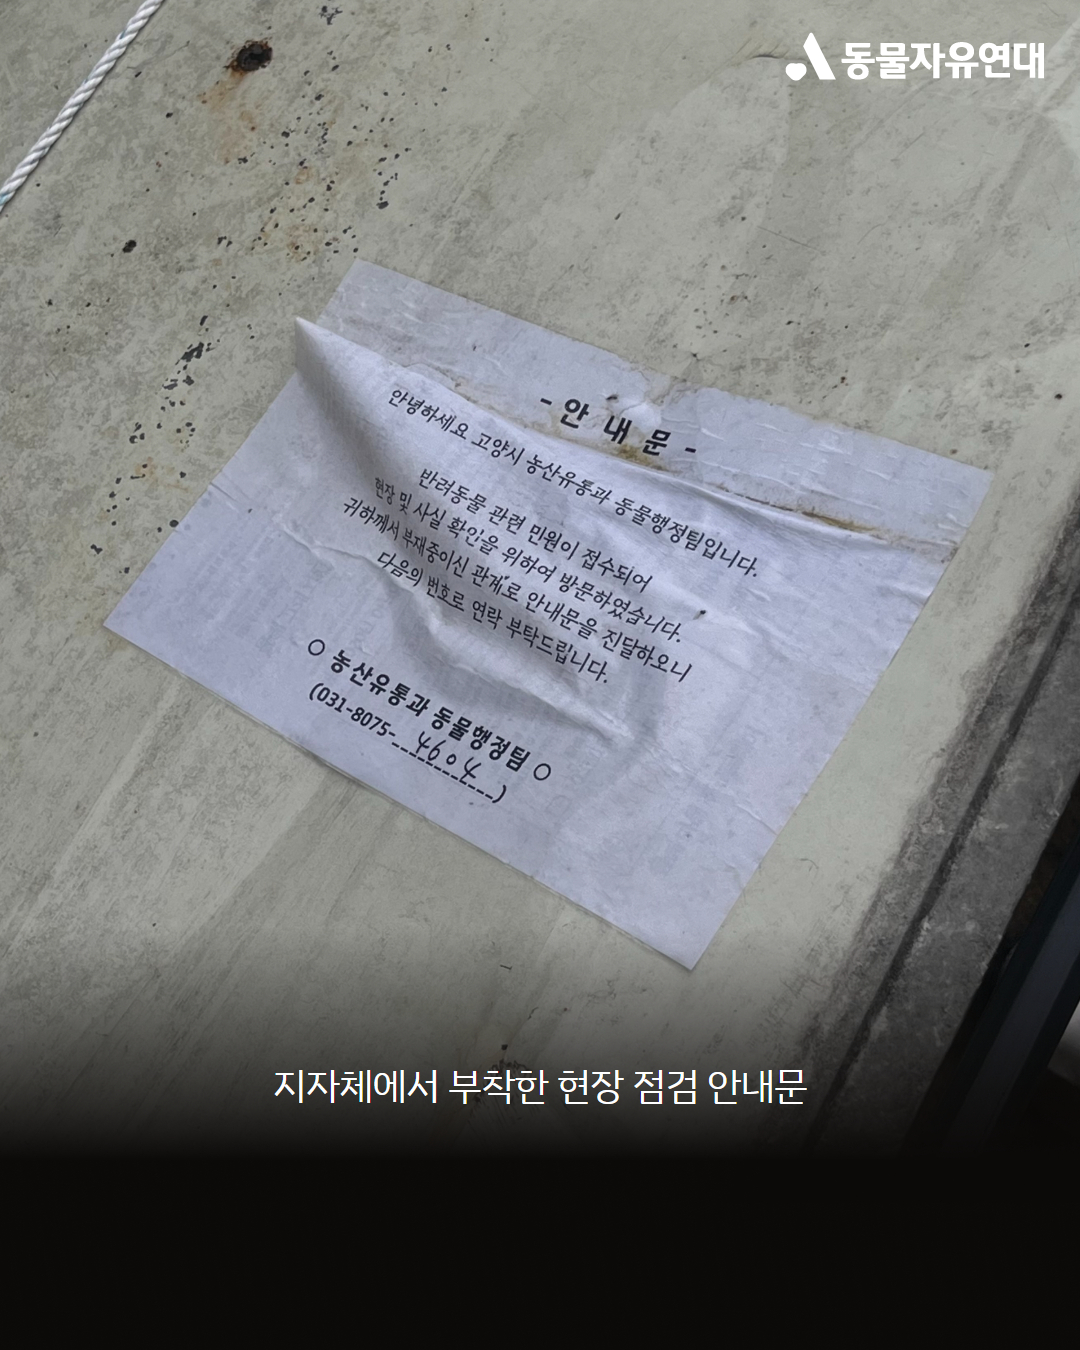 동물자유연대
- 안 내 문 -
안녕하세요 고양시 농산유통과 동물행정팀입니다.
반려동물 관련 민원이 접수되어
현장 및 사실 확인을 위하여 방문하였습니다.
귀하께서 부재중이신 관계로 안내문을 전달하오니
다음의 번호로 연락 부탁드립니다.
○ 농산유통과 동물행정팀 ○
(031-8075-4604)
지자체에서 부착한 현장 점검 안내문